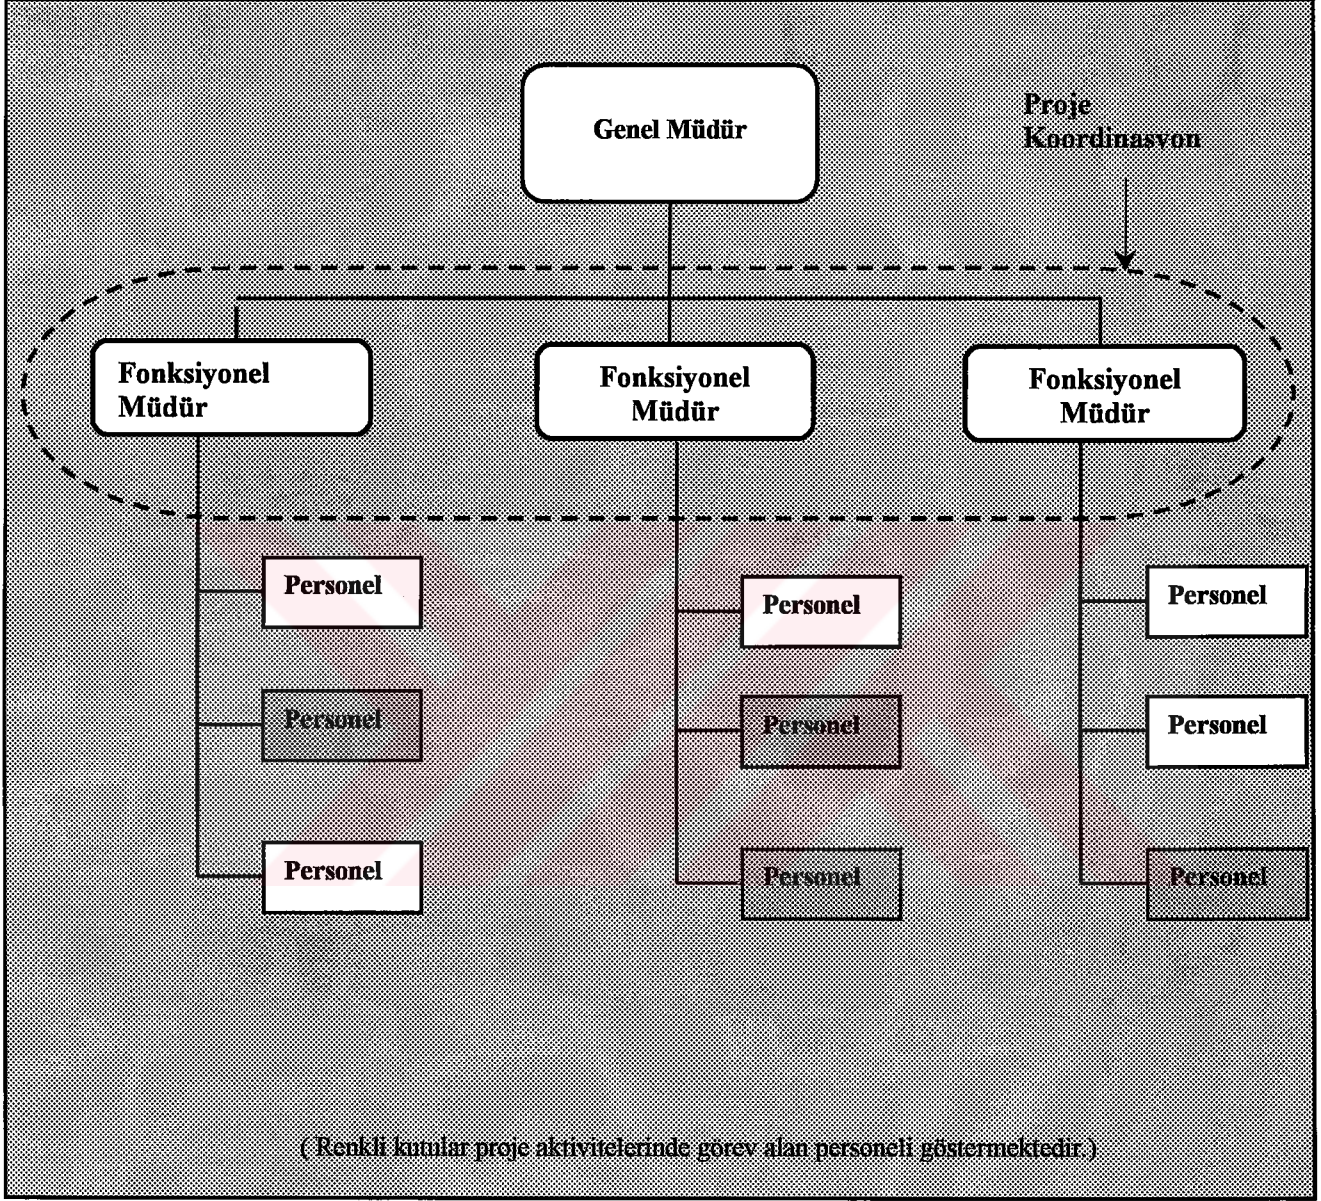 Genel Müdür
Proje
Koordinasyon
Fonksiyonel
Müdür
Fonksiyonel
Müdür
Fonksiyonel
Müdür
Personel
Personel
Personel
Personel
Personel
Personel
Personel
Personel
Personel
( Renkli kutular proje aktivitelerinde görev alan personeli göstermektedir.)